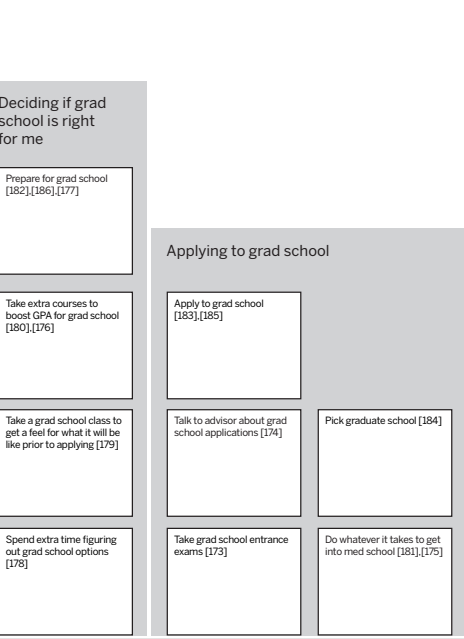 Deciding if grad
school is right
for me
Prepare for grad school
[182],[186],[177]
Take extra courses to
boost GPA for grad school
[180],[176]
Take a grad school class to
get a feel for what it will be
like prior to applying [179]
Spend extra time figuring
out grad school options
[178]
Applying to grad school
Apply to grad school
[183],[185]
Talk to advisor about grad
school applications [174]
Pick graduate school [184]
Take grad school entrance
exams [173]
Do whatever it takes to get
into med school [181],[175]